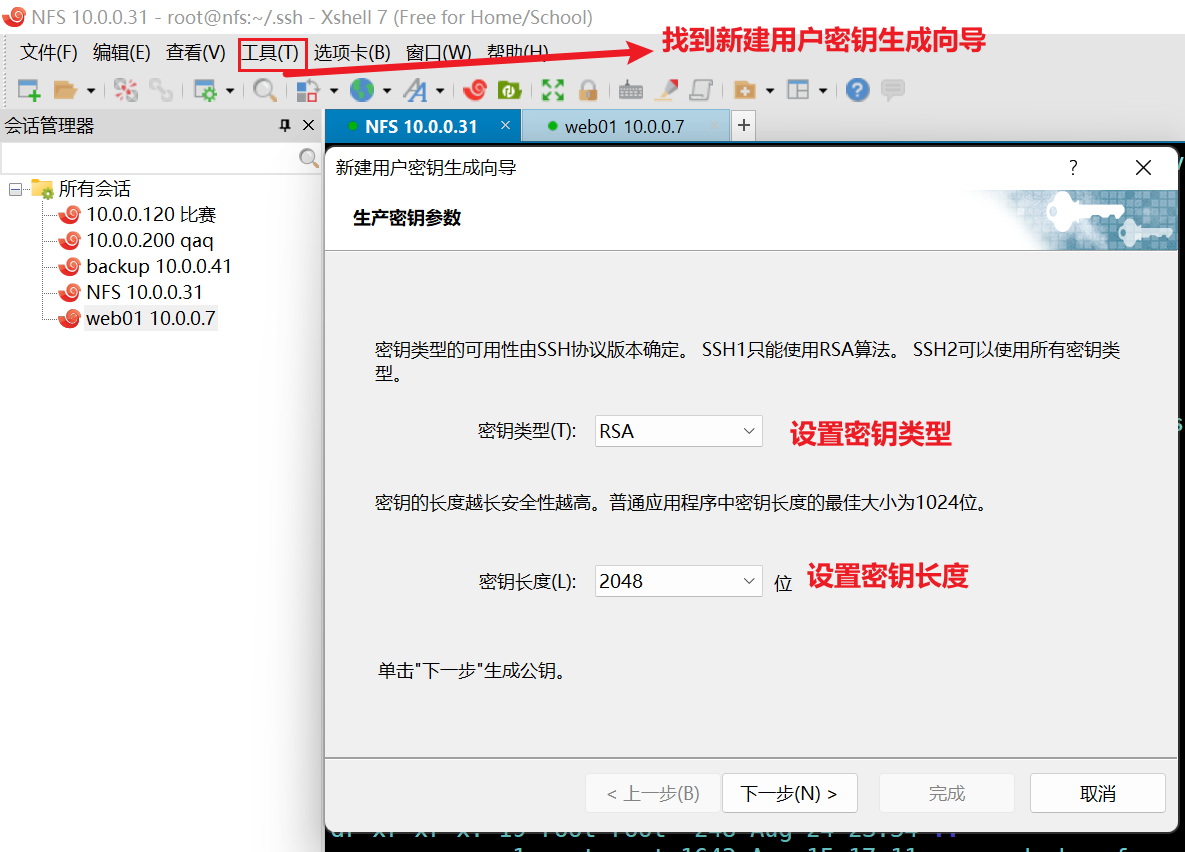 NFS 10.0.0.31 - root@nfs:~/.ssh - Xshell 7 (Free for Home/School)
文件(F) 编辑(E) 查看(V) 工具(T) 选项卡(B) 窗口(W) 帮助(H)
找到新建用户密钥生成向导
会话管理器
NFS 10.0.0.31
web01 10.0.0.7
所有会话
10.0.0.120 比赛
10.0.0.200 qaq
backup 10.0.0.41
NFS 10.0.0.31
web01 10.0.0.7
新建用户密钥生成向导
生产密钥参数
密钥类型的可用性由SSH协议版本确定。 SSH1只能使用RSA算法。 SSH2可以使用所有密钥类
型。
密钥类型(T): RSA 设置密钥类型
密钥的长度越长安全性越高。普通应用程序中密钥长度的最佳大小为1024位。
密钥长度(L): 2048 位 设置密钥长度
单击"下一步"生成公钥。
< 上一步(B) 下一步(N) > 完成 取消